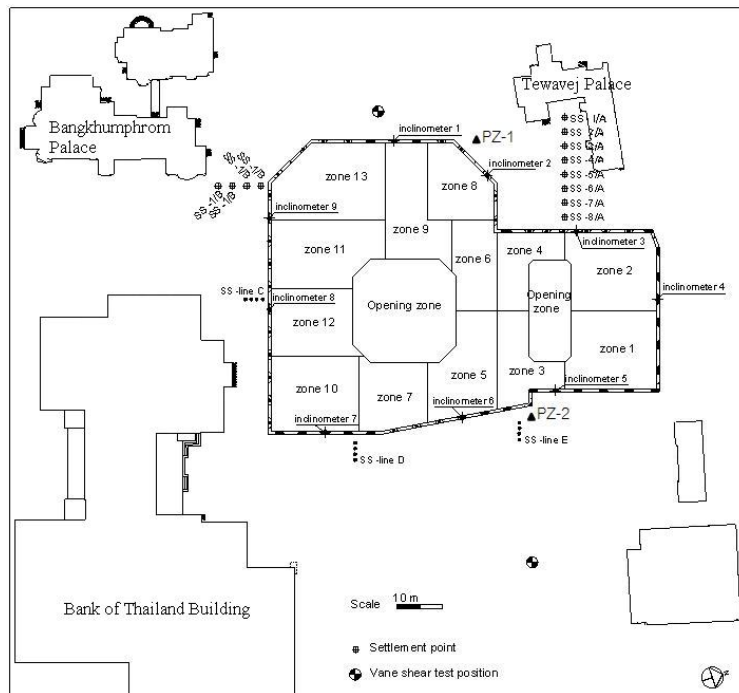 Bangkhumphrom
Palace
Tewavej Palace
inclinometer 1
PZ-1
inclinometer 2
SS -1/A
SS -2/A
SS -3/A
SS -4/A
SS -5/A
SS -6/A
SS -7/A
SS -8/A
zone 13
zone 8
inclinometer 9
zone 9
zone 4
inclinometer 3
zone 11
zone 6
zone 2
inclinometer 4
SS -line C
inclinometer 8
Opening zone
Opening
zone
zone 12
zone 1
zone 5
zone 3
inclinometer 5
zone 10
zone 7
inclinometer 6
inclinometer 7
PZ-2
SS -line D
SS -line E
Bank of Thailand Building
Scale
10 m
Settlement point
Vane shear test position